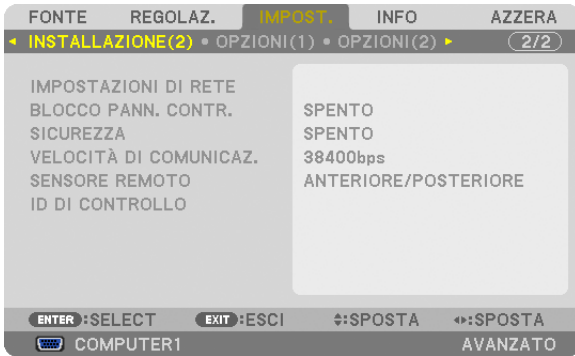 FONTE REGOLAZ. IMPOST. INFO AZZERA
INSTALLAZIONE(2) • OPZIONI(1) • OPZIONI(2) 2/2
IMPOSTAZIONI DI RETE
BLOCCO PANN. CONTR. SPENTO
SICUREZZA SPENTO
VELOCITÀ DI COMUNICAZ. 38400bps
SENSORE REMOTO ANTERIORE/POSTERIORE
ID DI CONTROLLO
ENTER :SELECT EXIT :ESCI :SPOSTA :SPOSTA
COMPUTER1 AVANZATO